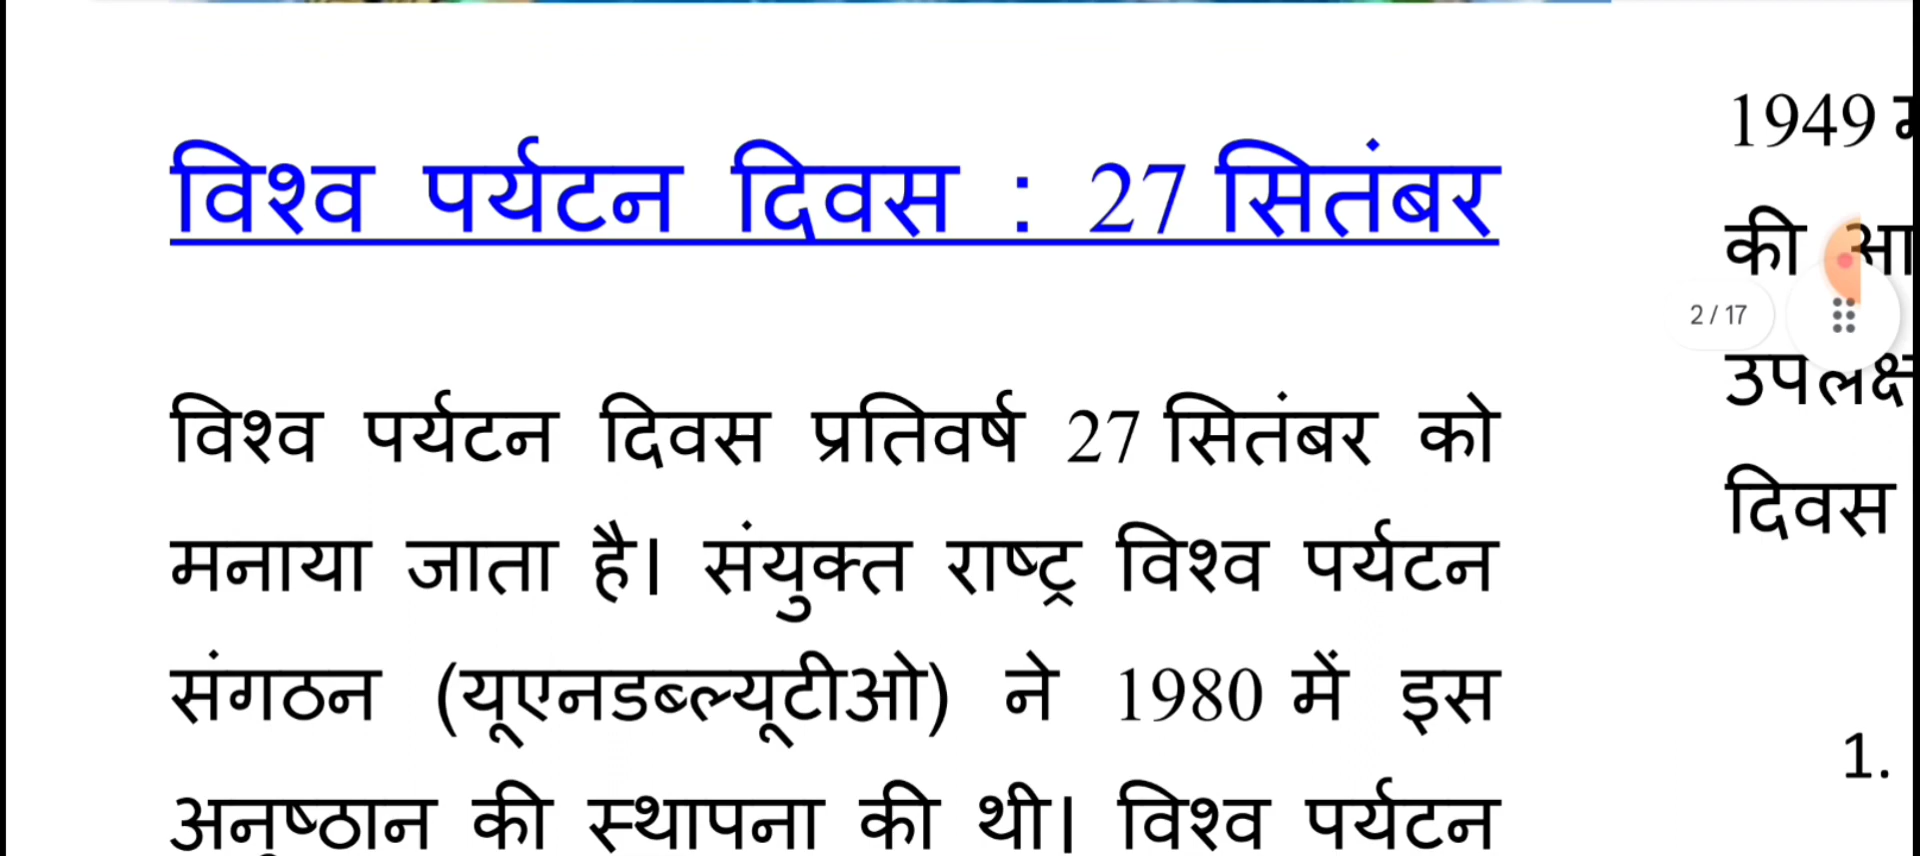 विश्व पर्यटन दिवस : 27 सितंबर
विश्व पर्यटन दिवस प्रतिवर्ष 27 सितंबर को
मनाया जाता है। संयुक्त राष्ट्र विश्व पर्यटन
संगठन (यूएनडब्ल्यूटीओ) ने 1980 में इस
अनुष्ठान की स्थापना की थी। विश्व पर्यटन
1949
की
2 / 17
दिवस
1.